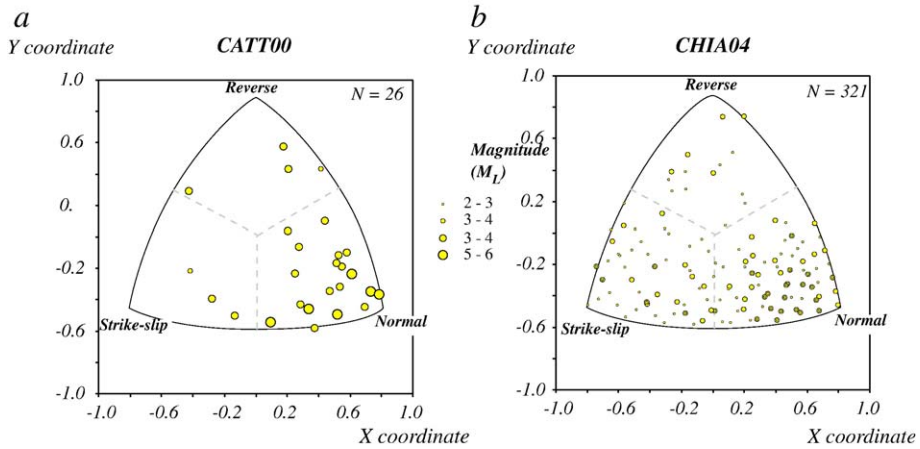 a
Y coordinate
CATT00
1.0
0.6
0.2
0.
-0.2
-0.6
-1.0
Reverse
N = 26
Strike-slip
Normal
-1.0
-0.6
-0.2
0.2
0.6
1.0
X coordinate
Magnitude
(M_L)
2 - 3
3 - 4
3 - 4
5 - 6
b
Y coordinate
CHIA04
1.0
0.6
0.2
-0.2
-0.6
-1.0
Reverse
N = 321
Strike-slip
Normal
-1.0
-0.6
-0.2
0.2
0.6
1.0
X coordinate